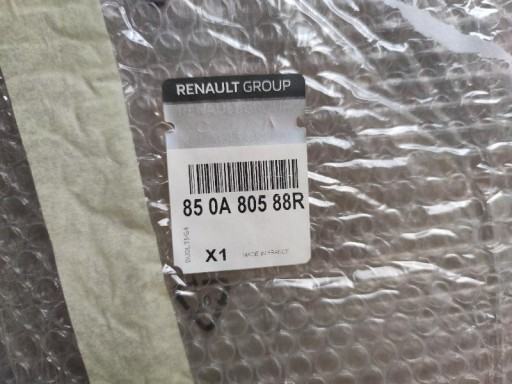 RENAULT GROUP
85 0A 805 88R
X1
MADE IN FRANCE